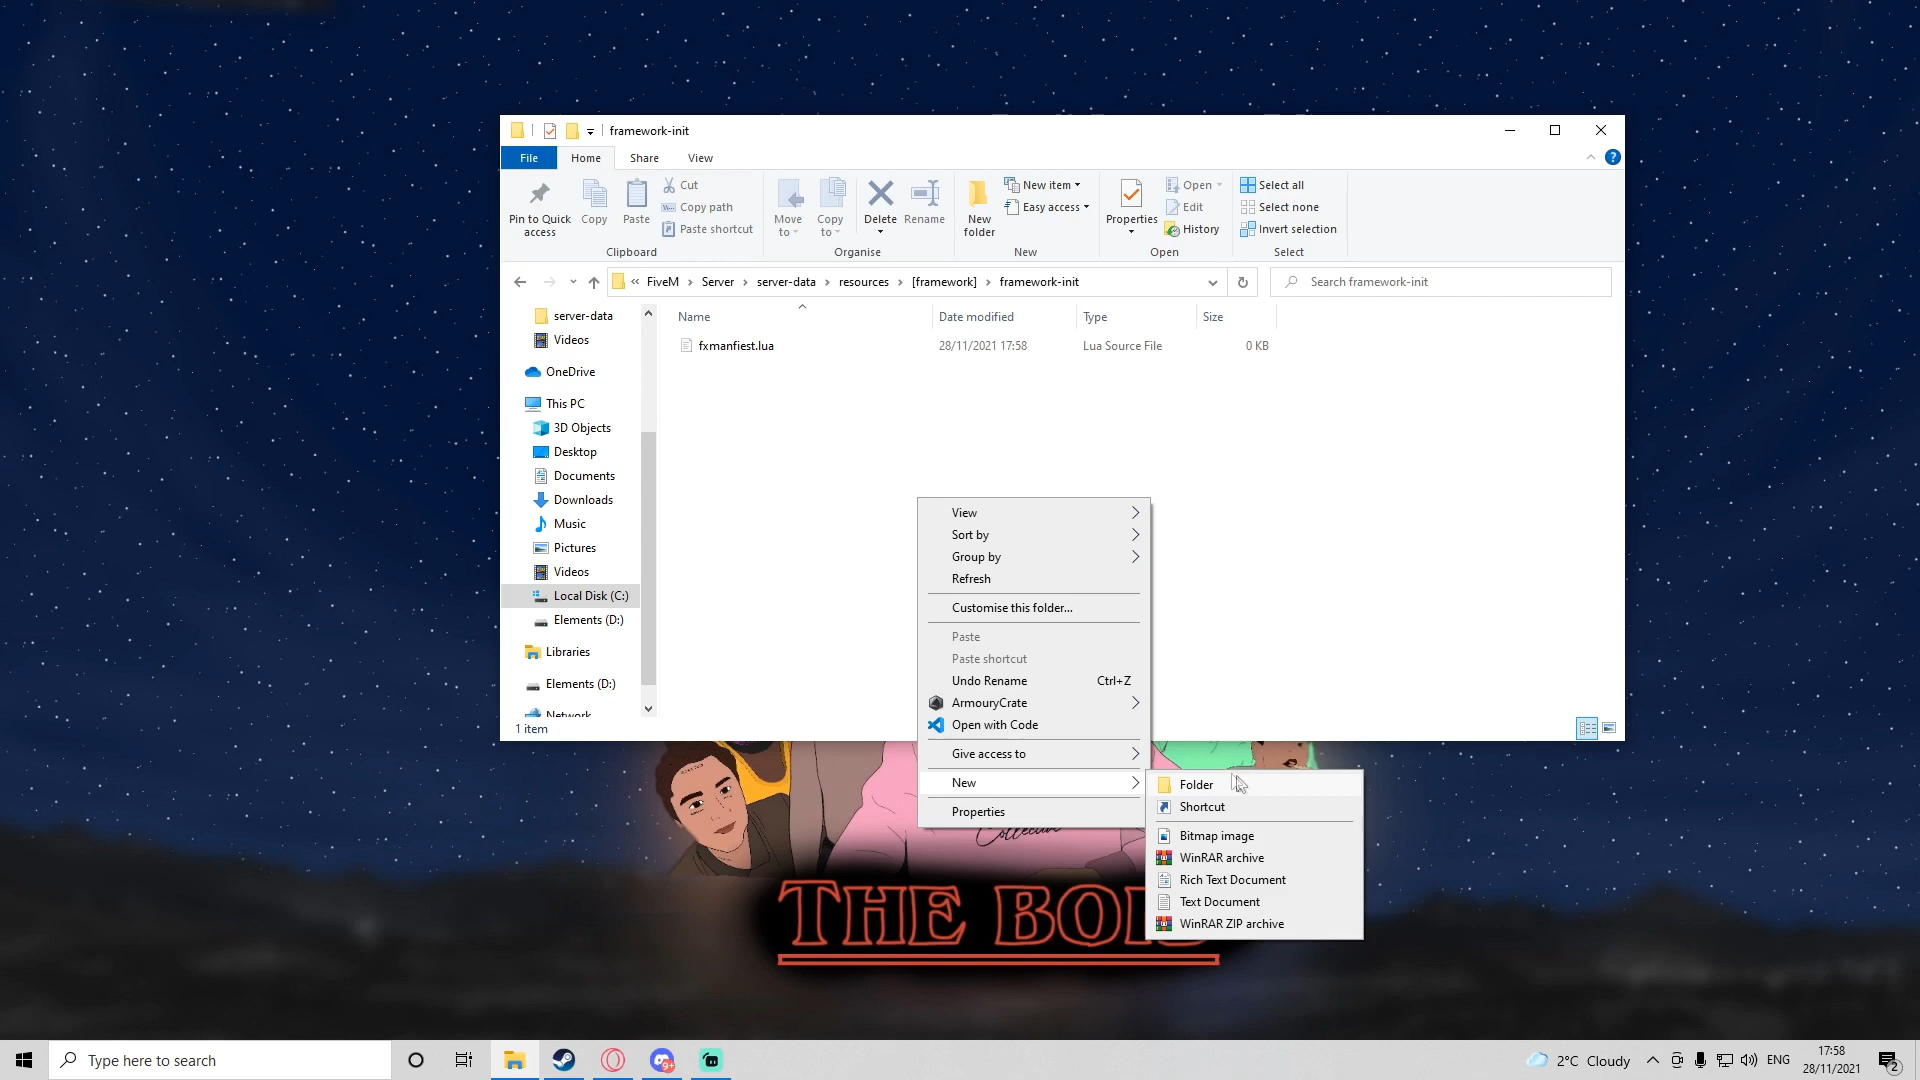 framework-init
File Home Share View
Pin to Quick access
Copy
Paste
Cut
Copy path
Paste shortcut
Clipboard
Move to
Copy to
Delete
Rename
Organise
New folder
New item
Easy access
New
Properties
Open
Edit
History
Open
Select all
Select none
Invert selection
Select
« FiveM > Server > server-data > resources > [framework] > framework-init
Search framework-init
Name Date modified Type Size
fxmanfiest.lua 28/11/2021 17:58 Lua Source File 0 KB
server-data
Videos
OneDrive
This PC
3D Objects
Desktop
Documents
Downloads
Music
Pictures
Videos
Local Disk (C:)
Elements (D:)
Libraries
Elements (D:)
Network
1 item
View
Sort by
Group by
Refresh
Customise this folder...
Paste
Paste shortcut
Undo Rename Ctrl+Z
ArmouryCrate
Open with Code
Give access to
New
Properties
Folder
Shortcut
Bitmap image
WinRAR archive
Rich Text Document
Text Document
WinRAR ZIP archive
Collective
THE BOIS
Type here to search
2°C Cloudy
ENG
17:58
28/11/2021
2